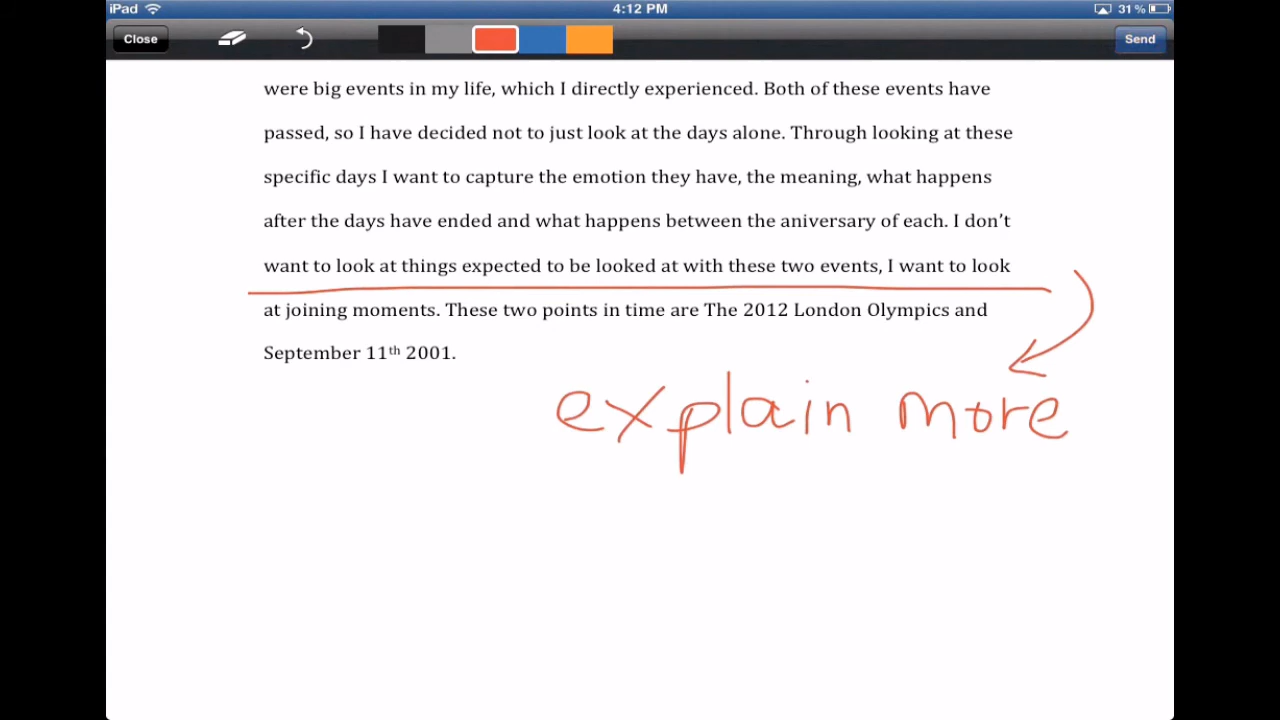 iPad 4:12 PM 31 %
Close Send
were big events in my life, which I directly experienced. Both of these events have
passed, so I have decided not to just look at the days alone. Through looking at these
specific days I want to capture the emotion they have, the meaning, what happens
after the days have ended and what happens between the aniversary of each. I don’t
want to look at things expected to be looked at with these two events, I want to look
at joining moments. These two points in time are The 2012 London Olympics and
September 11th 2001.
explain more